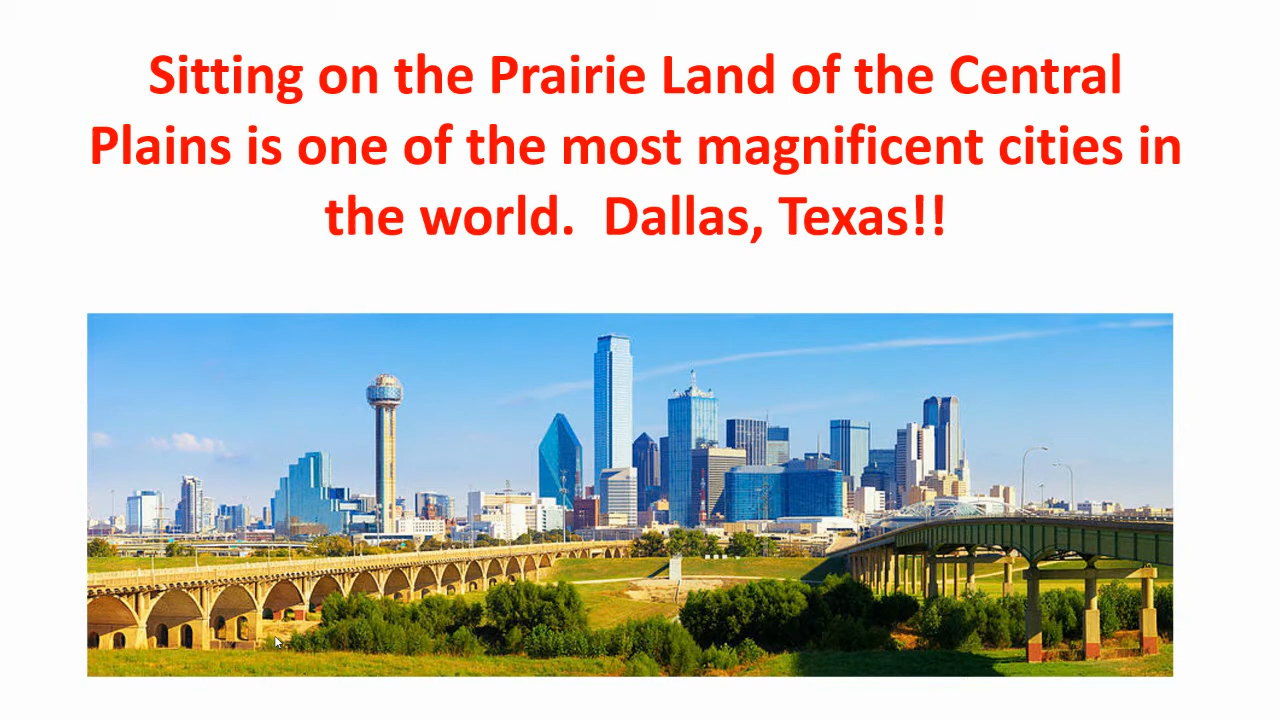 Sitting on the Prairie Land of the Central
Plains is one of the most magnificent cities in
the world.  Dallas, Texas!!